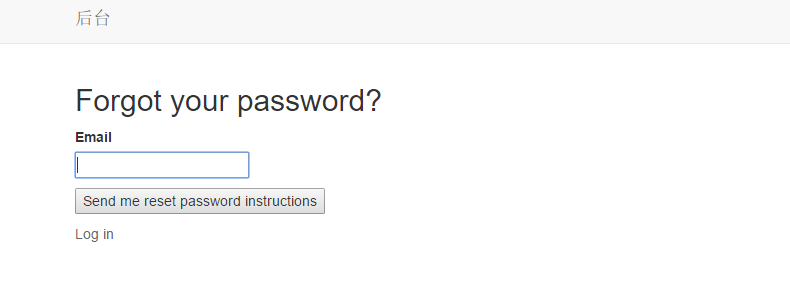 后台
Forgot your password?
Email
Send me reset password instructions
Log in